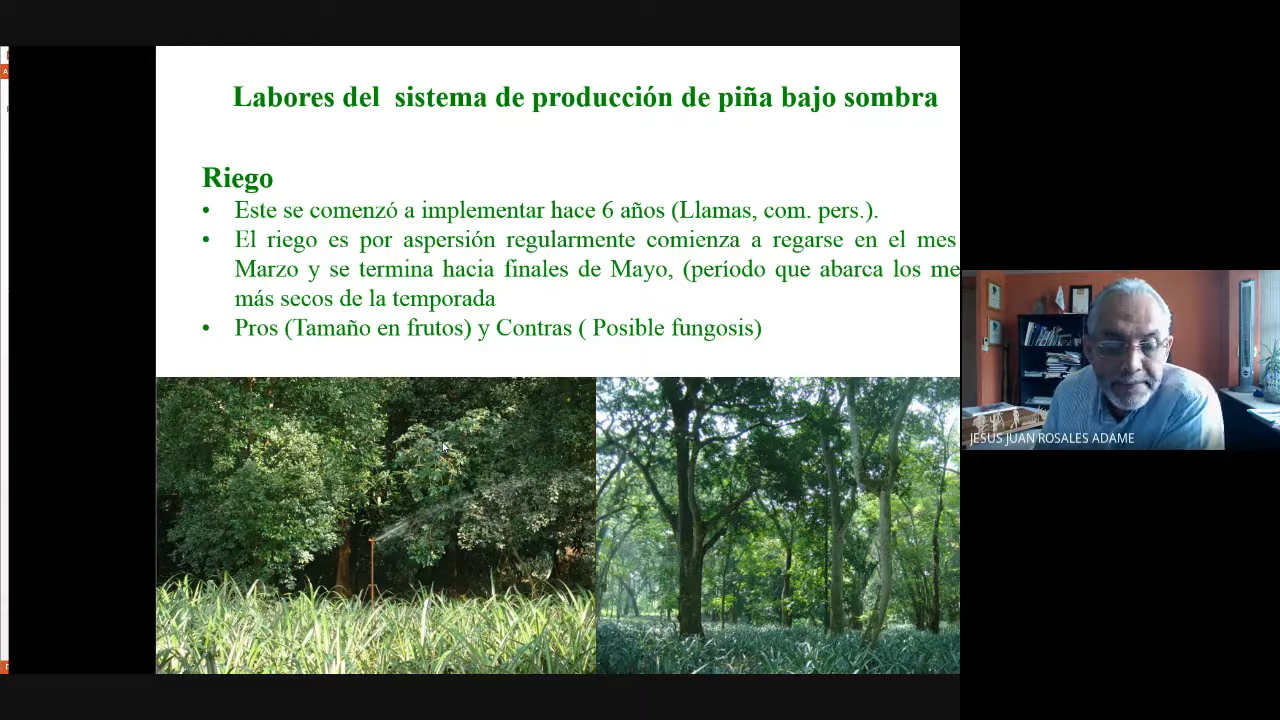 Labores del sistema de producción de piña bajo sombra
Riego
• Este se comenzó a implementar hace 6 años (Llamas, com. pers.).
• El riego es por aspersión regularmente comienza a regarse en el mes
Marzo y se termina hacia finales de Mayo, (período que abarca los me
más secos de la temporada
• Pros (Tamaño en frutos) y Contras ( Posible fungosis)
JESUS JUAN ROSALES ADAME